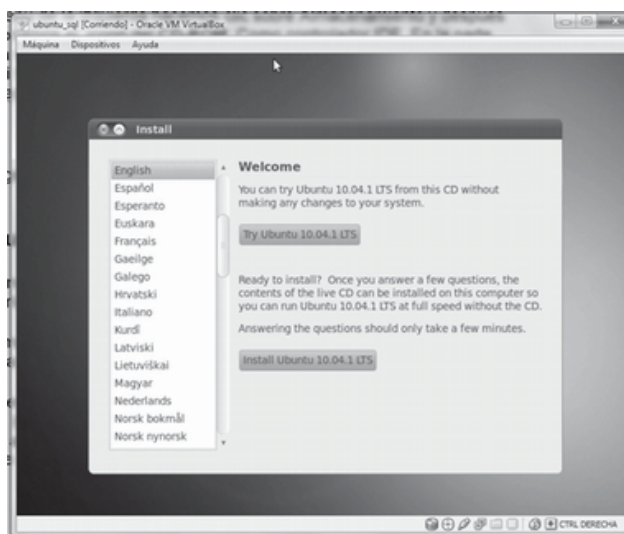 ubuntu_sql [Corriendo] - Oracle VM VirtualBox
Máquina Dispositivos Ayuda
Install
English
Español
Esperanto
Euskara
Français
Gaeilge
Galego
Hrvatski
Italiano
Kurdî
Latviski
Lietuviškai
Magyar
Nederlands
Norsk bokmål
Norsk nynorsk
Welcome
You can try Ubuntu 10.04.1 LTS from this CD without
making any changes to your system.
Try Ubuntu 10.04.1 LTS
Ready to install? Once you answer a few questions, the
contents of the live CD can be installed on this computer so
you can run Ubuntu 10.04.1 LTS at full speed without the CD.
Answering the questions should only take a few minutes.
Install Ubuntu 10.04.1 LTS
CTRL DERECHA